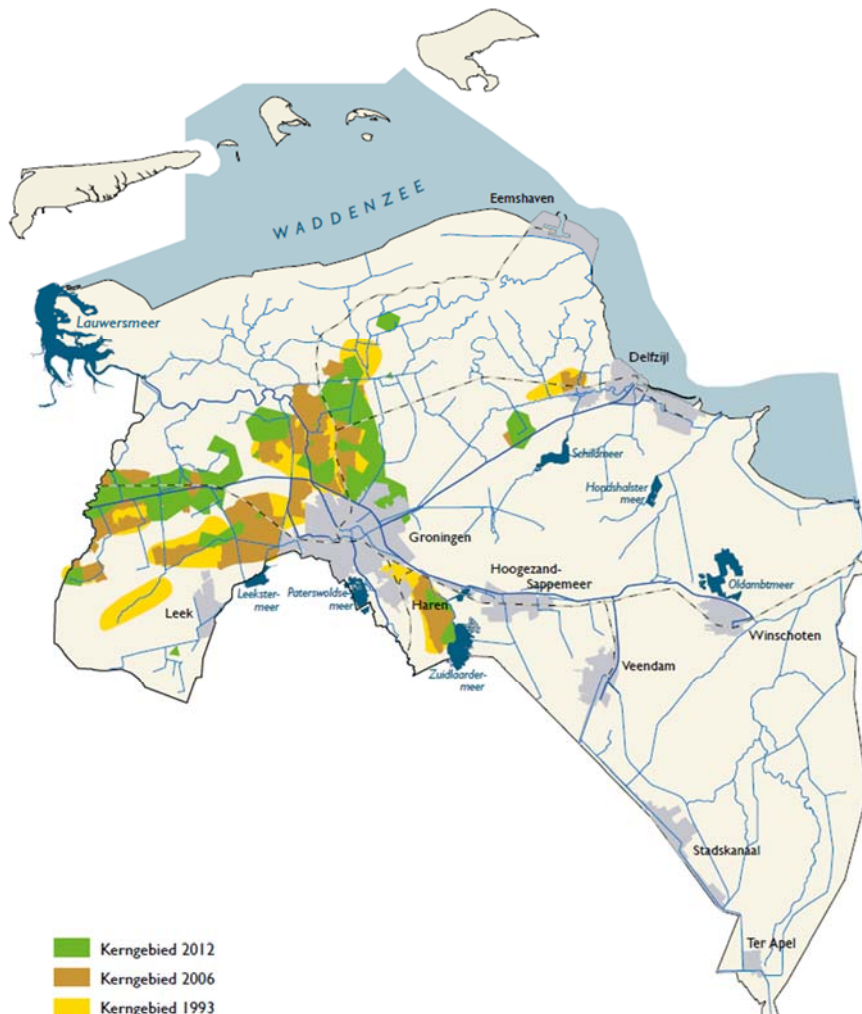 WADDENZEE
Eemshaven
Lauwersmeer
Delfzijl
Schildmeer
Hondshalster
meer
Groningen
Hoogezand-
Sappemeer
Oldambtmeer
Leekster-
meer
Paterswoldse-
meer
Haren
Leek
Winschoten
Veendam
Zuidlaarder-
meer
Stadskanaal
Ter Apel
Kerngebied 2012
Kerngebied 2006
Kerngebied 1993